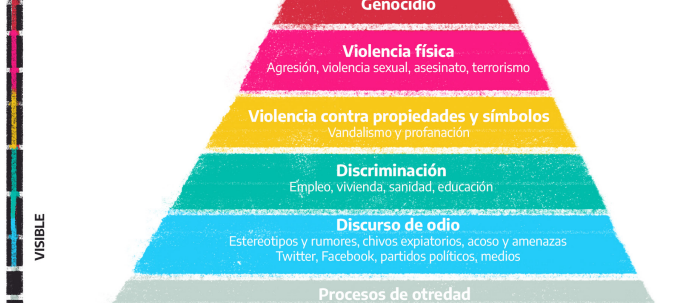 Genocidio
Violencia física
Agresión, violencia sexual, asesinato, terrorismo
Violencia contra propiedades y símbolos
Vandalismo y profanación
Discriminación
Empleo, vivienda, sanidad, educación
Discurso de odio
Estereotipos y rumores, chivos expiatorios, acoso y amenazas
Twitter, Facebook, partidos políticos, medios
Procesos de otredad
VISIBLE